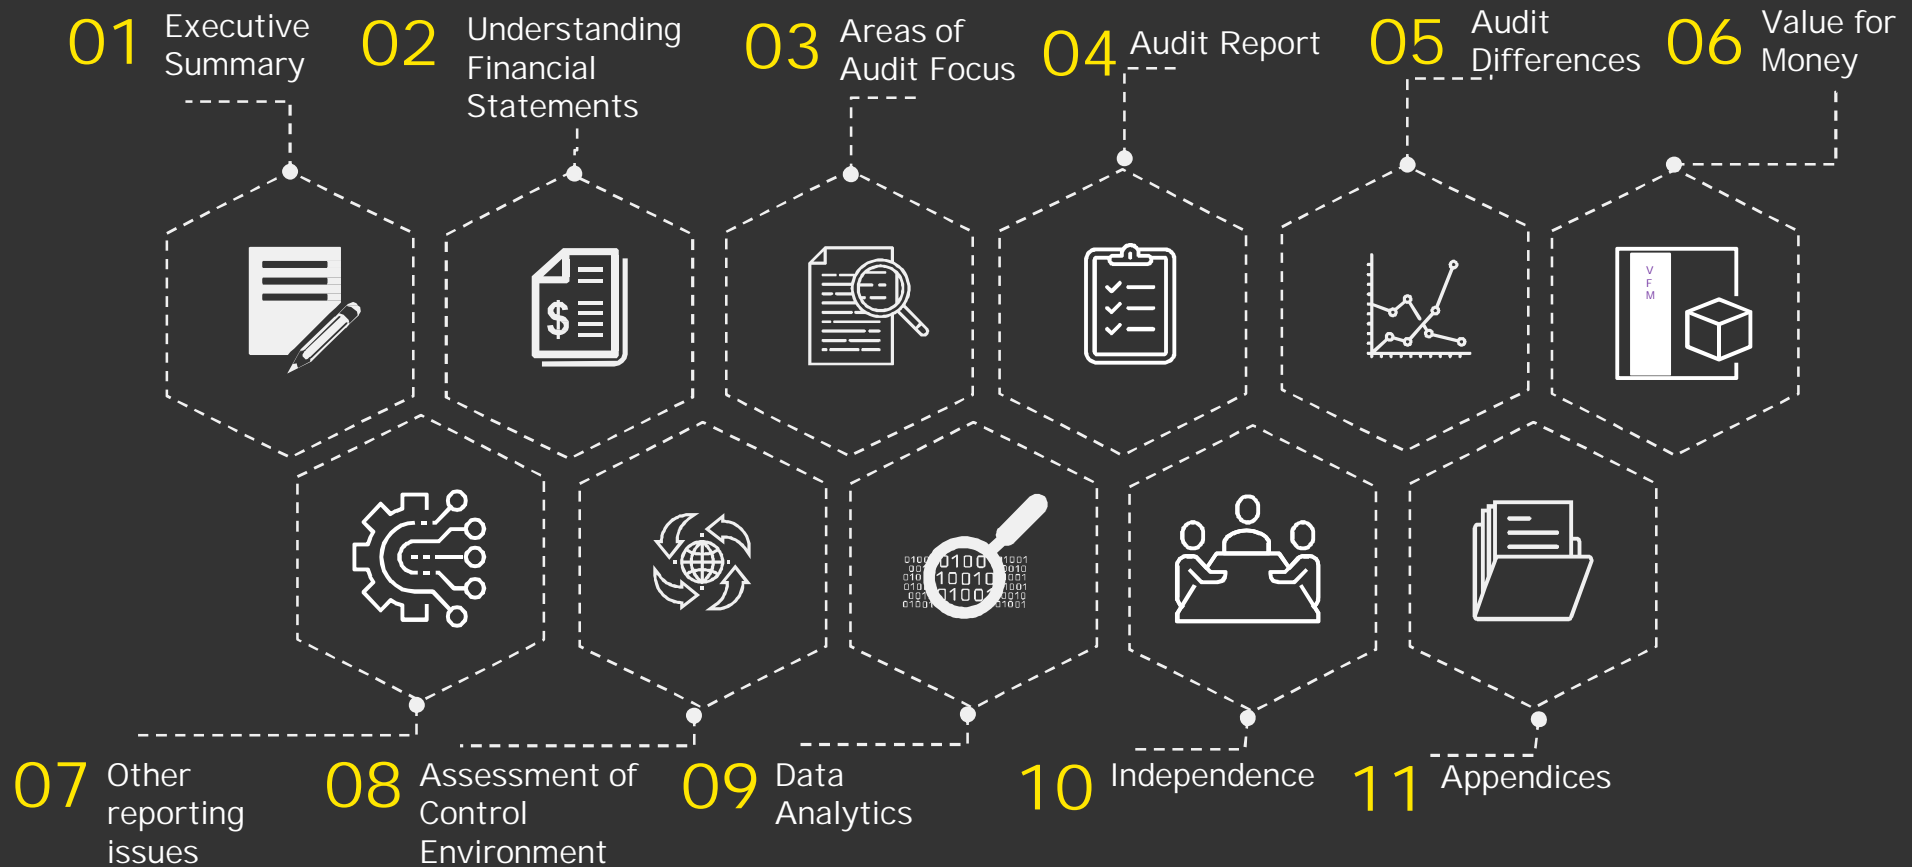 01 Executive
Summary
02 Understanding
Financial
Statements
03 Areas of
Audit Focus
04 Audit Report
05 Audit
Differences
06 Value for
Money
$
V
F
M
07 Other
reporting
issues
08 Assessment of
Control
Environment
09 Data
Analytics
10 Independence
11 Appendices